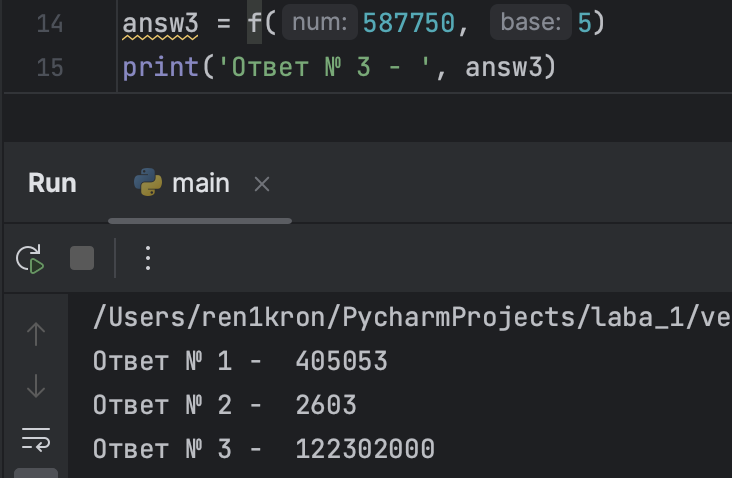 14 answ3 = f( num: 587750, base: 5)
15 print('Ответ № 3 - ', answ3)
Run main ×
/Users/ren1kron/PycharmProjects/laba_1/ve
Ответ № 1 -  405053
Ответ № 2 -  2603
Ответ № 3 -  122302000